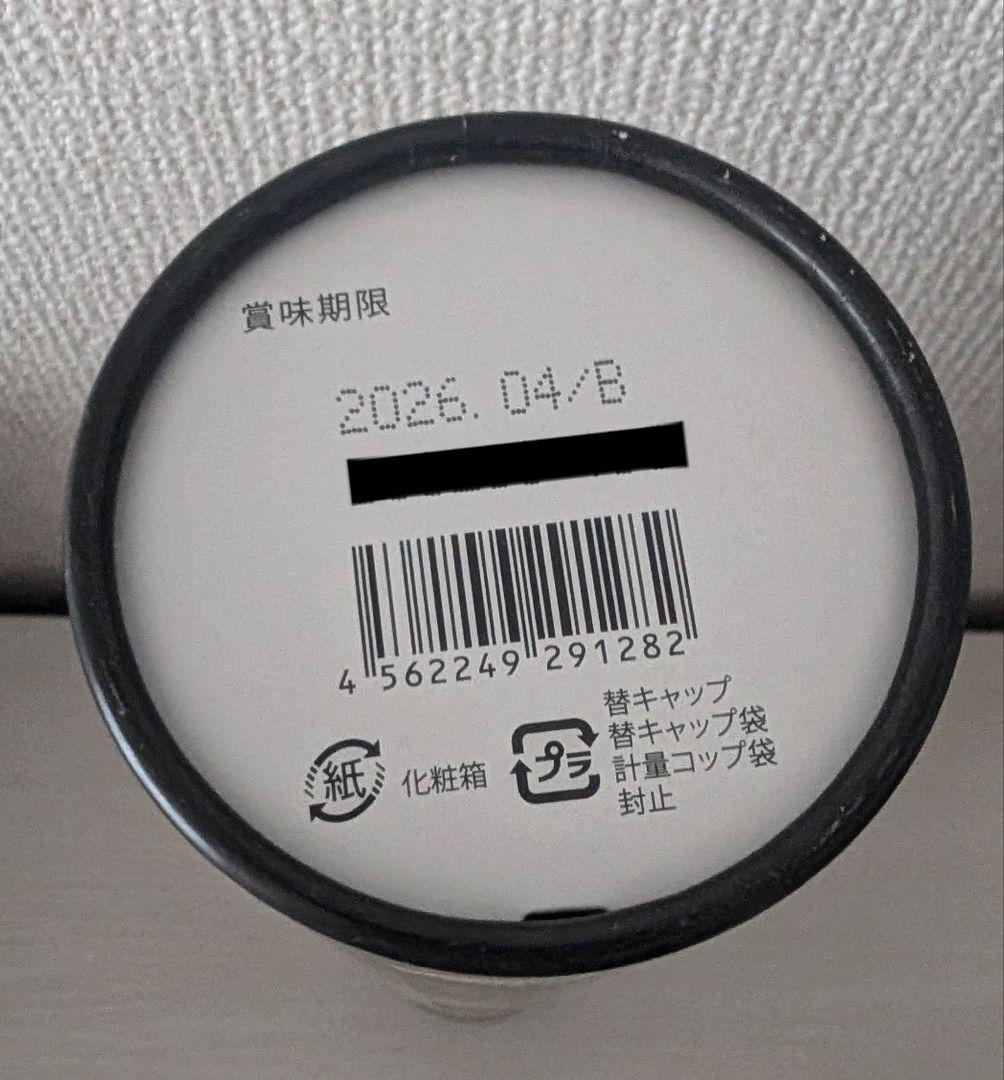 賞味期限
2026.04/B
4 562249 291282
紙 化粧箱
プラ
替キャップ
替キャップ袋
計量コップ袋
封止